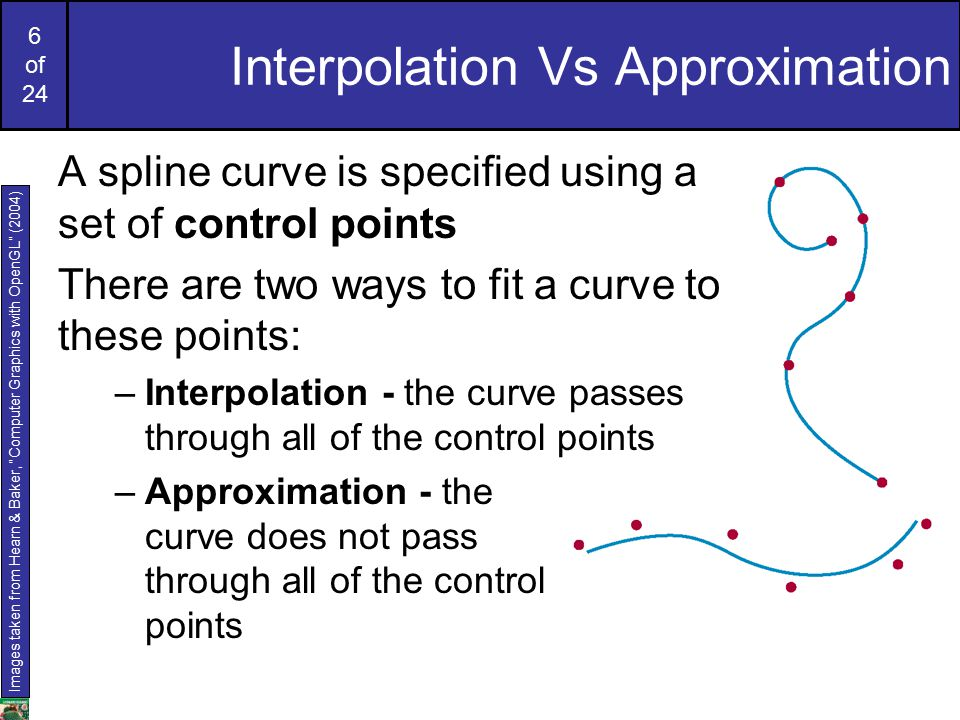 6
of
24
Interpolation Vs Approximation
A spline curve is specified using a
set of control points
There are two ways to fit a curve to
these points:
–Interpolation - the curve passes
through all of the control points
–Approximation - the
curve does not pass
through all of the control
points
Images taken from Hearn & Baker, "Computer Graphics with OpenGL" (2004)